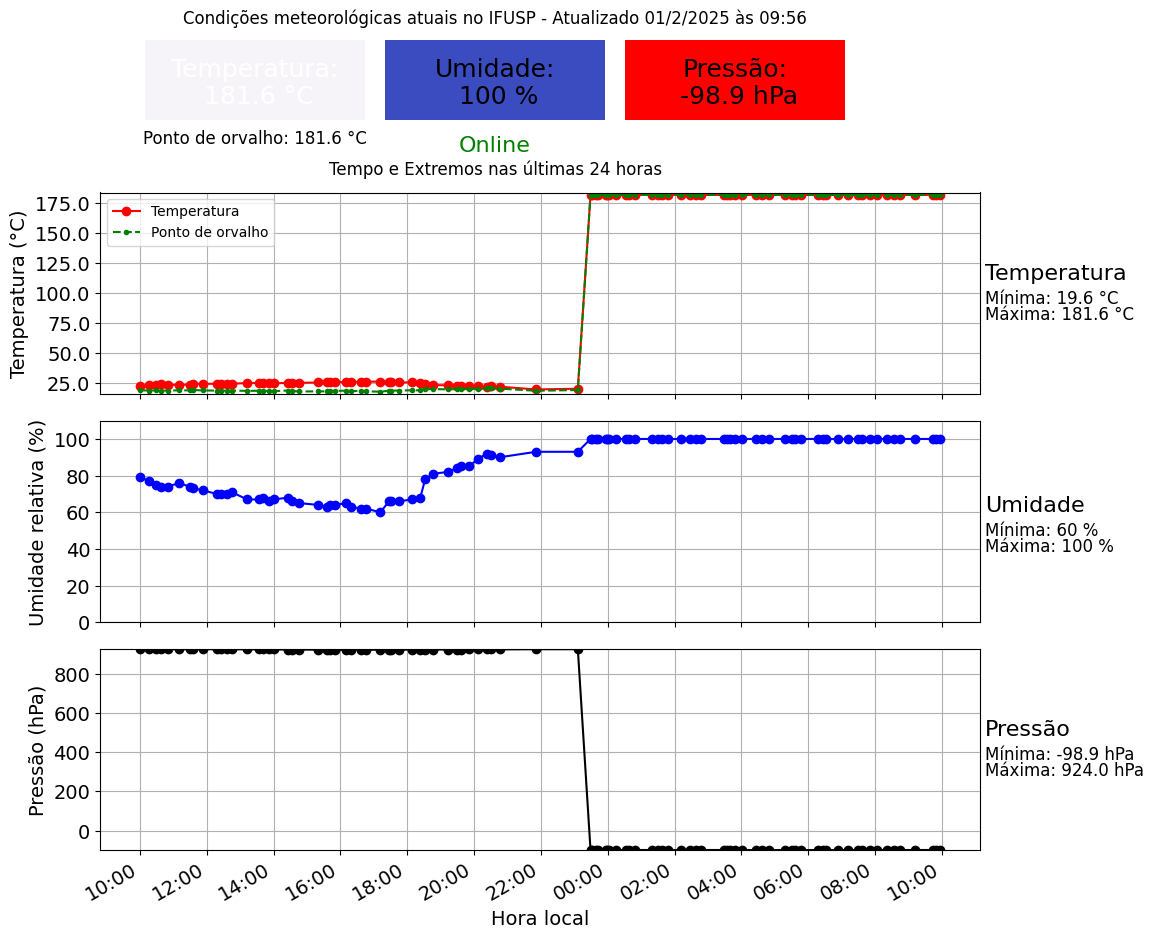 Condições meteorológicas atuais no IFUSP - Atualizado 01/2/2025 às 09:56
Temperatura:
181.6 °C
Umidade:
100 %
Pressão:
-98.9 hPa
Ponto de orvalho: 181.6 °C
Online
Tempo e Extremos nas últimas 24 horas
Temperatura (°C)
175.0
150.0
125.0
100.0
75.0
50.0
25.0
Temperatura
Ponto de orvalho
Temperatura
Mínima: 19.6 °C
Máxima: 181.6 °C
Umidade relativa (%)
100
80
60
40
20
0
Umidade
Mínima: 60 %
Máxima: 100 %
Pressão (hPa)
800
600
400
200
0
Pressão
Mínima: -98.9 hPa
Máxima: 924.0 hPa
10:00
12:00
14:00
16:00
18:00
20:00
22:00
00:00
02:00
04:00
06:00
08:00
10:00
Hora local